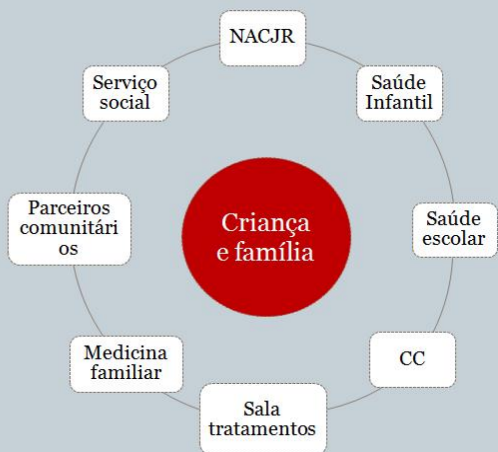 NACJR
Saúde
Infantil
Saúde
escolar
CC
Sala
tratamentos
Medicina
familiar
Parceiros
comunitári
os
Serviço
social
Criança
e família